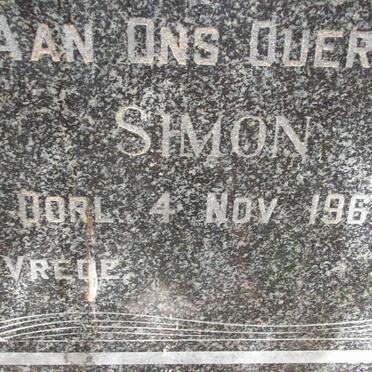 AAN ONS OUER
SIMON
OORL. 4 NOV. 196
VREDE.